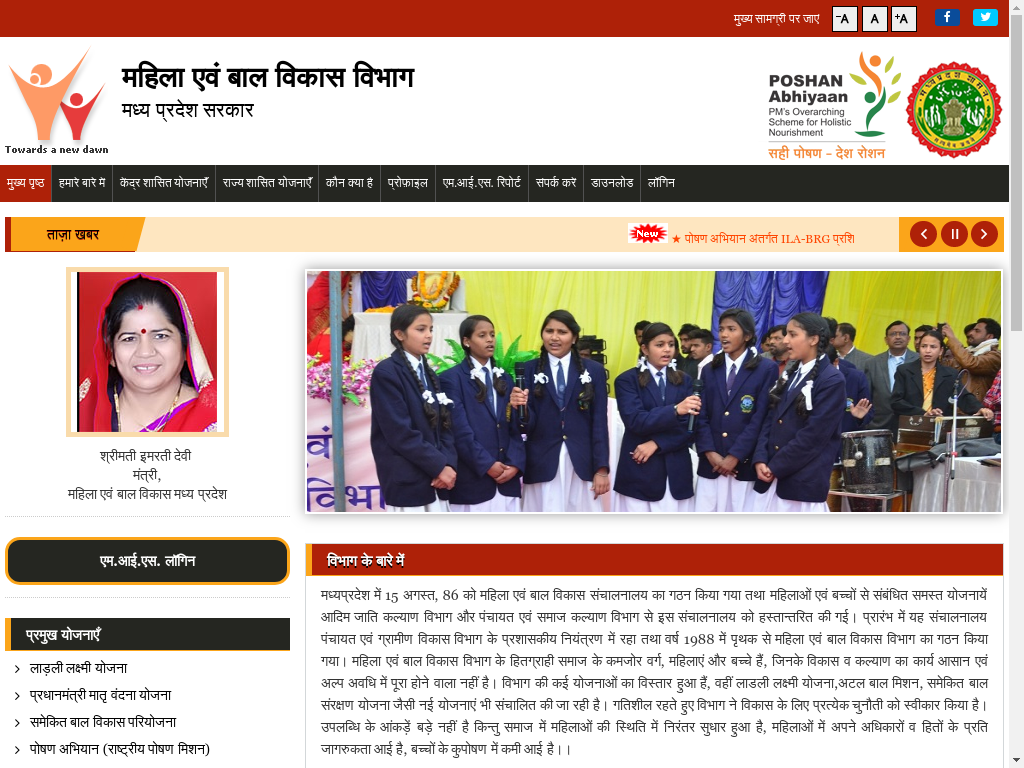 मुख्य सामग्री पर जाएं
-A
A
+A
महिला एवं बाल विकास विभाग
मध्य प्रदेश सरकार
Towards a new dawn
POSHAN
Abhiyaan
PM's Overarching
Scheme for Holistic
Nourishment
सही पोषण - देश रोशन
मुख्य पृष्ठ
हमारे बारे में
केंद्र शासित योजनाएँ
राज्य शासित योजनाएँ
कौन क्या है
प्रोफ़ाइल
एम.आई.एस. रिपोर्ट
संपर्क करें
डाउनलोड
लॉगिन
ताज़ा खबर
New ★ पोषण अभियान अंतर्गत ILA-BRG प्रशि
श्रीमती इमरती देवी
मंत्री,
महिला एवं बाल विकास मध्य प्रदेश
एम.आई.एस. लॉगिन
प्रमुख योजनाएँ
लाड़ली लक्ष्मी योजना
प्रधानमंत्री मातृ वंदना योजना
समेकित बाल विकास परियोजना
पोषण अभियान (राष्ट्रीय पोषण मिशन)
विभाग के बारे में
मध्यप्रदेश में 15 अगस्त, 86 को महिला एवं बाल विकास संचालनालय का गठन किया गया तथा महिलाओं एवं बच्चों से संबंधित समस्त योजनायें
आदिम जाति कल्याण विभाग और पंचायत एवं समाज कल्याण विभाग से इस संचालनालय को हस्तान्तरित की गई। प्रारंभ में यह संचालनालय
पंचायत एवं ग्रामीण विकास विभाग के प्रशासकीय नियंत्रण में रहा तथा वर्ष 1988 में पृथक से महिला एवं बाल विकास विभाग का गठन किया
गया। महिला एवं बाल विकास विभाग के हितग्राही समाज के कमजोर वर्ग, महिलाएं और बच्चे हैं, जिनके विकास व कल्याण का कार्य आसान एवं
अल्प अवधि में पूरा होने वाला नहीं है। विभाग की कई योजनाओं का विस्तार हुआ हैं, वहीं लाडली लक्ष्मी योजना,अटल बाल मिशन, समेकित बाल
संरक्षण योजना जैसी नई योजनाएं भी संचालित की जा रही है। गतिशील रहते हुए विभाग ने विकास के लिए प्रत्येक चुनौती को स्वीकार किया है।
उपलब्धि के आंकड़ें बड़े नहीं है किन्तु समाज में महिलाओं की स्थिति में निरंतर सुधार हुआ है, महिलाओं में अपने अधिकारों व हितों के प्रति
जागरुकता आई है, बच्चों के कुपोषण में कमी आई है।।